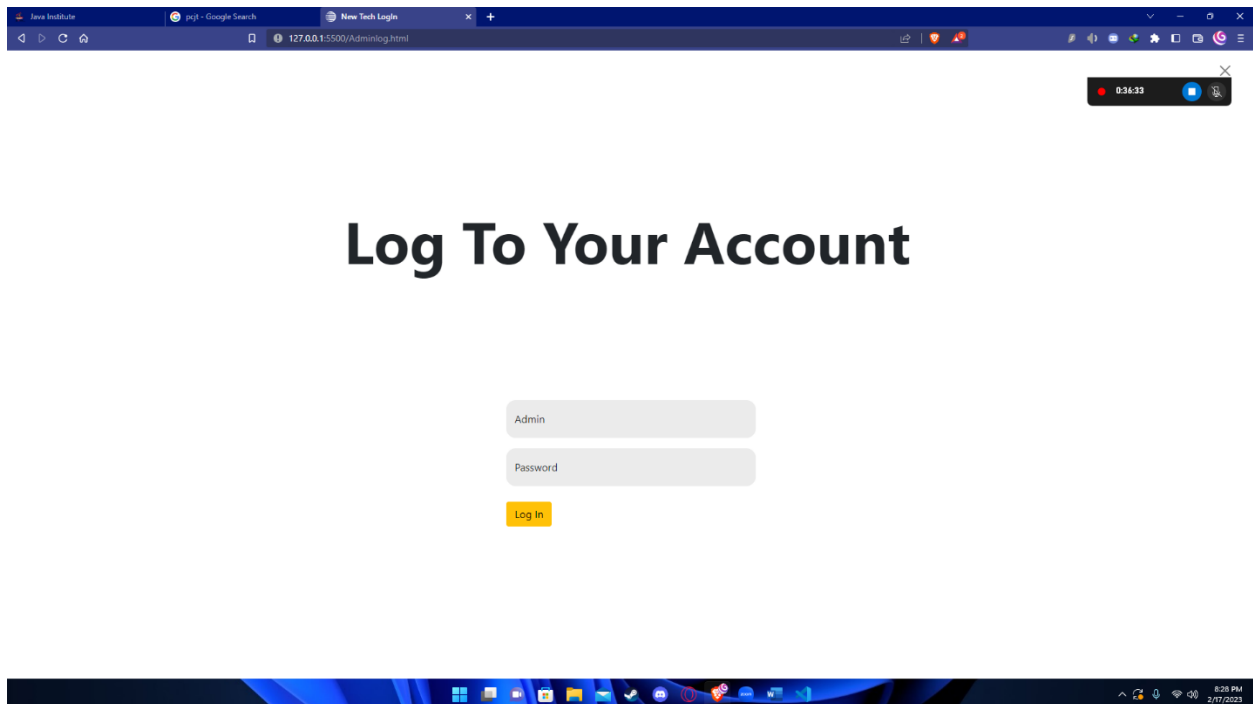 Java Institute
pcjt - Google Search
New Tech LogIn
127.0.0.1:5500/Adminlog.html
0:36:33
Log To Your Account
Admin
Password
Log In
8:28 PM
2/17/2023